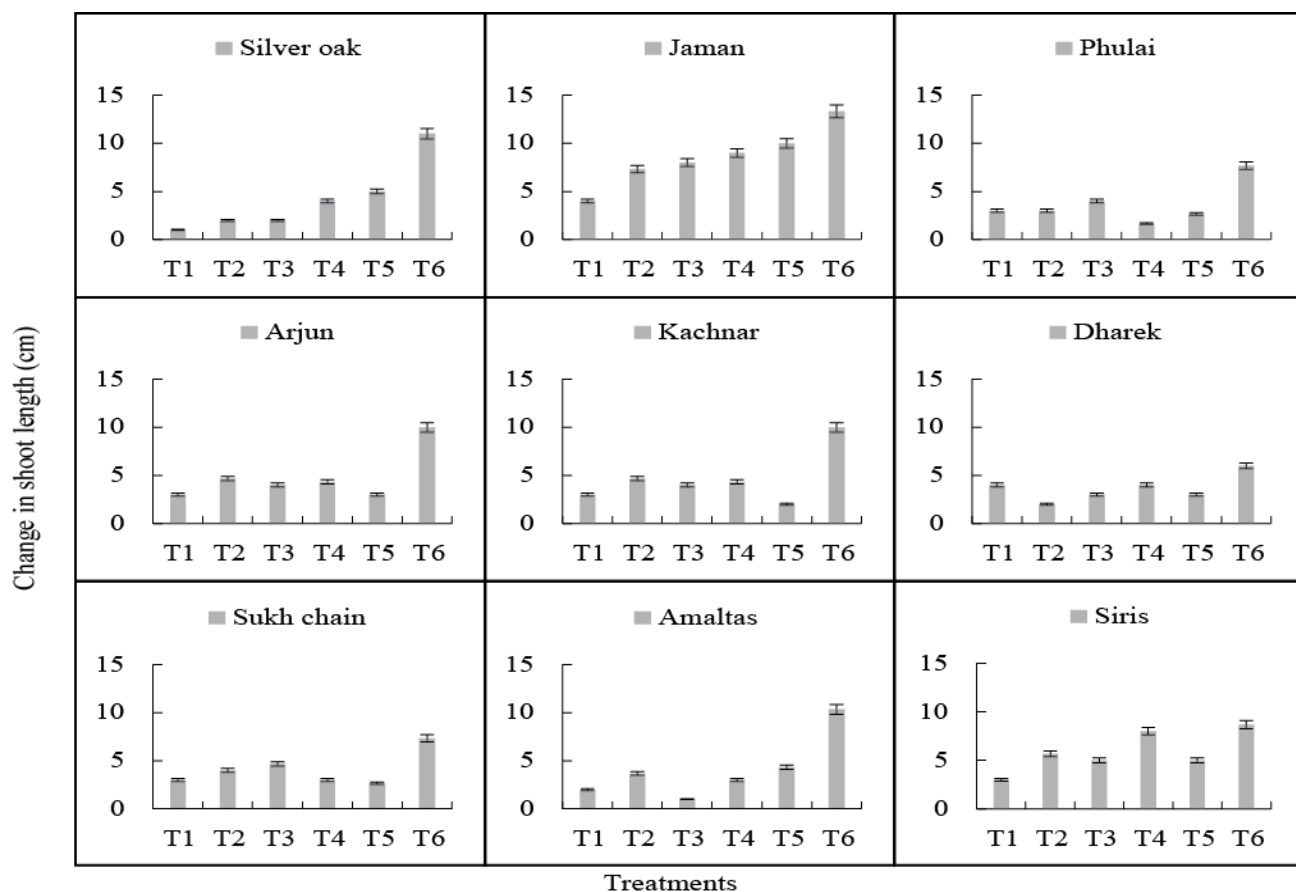 Change in shoot length (cm)
Silver oak
15
10
5
0
T1 T2 T3 T4 T5 T6
Jaman
15
10
5
0
T1 T2 T3 T4 T5 T6
Phulai
15
10
5
0
T1 T2 T3 T4 T5 T6
Arjun
15
10
5
0
T1 T2 T3 T4 T5 T6
Kachnar
15
10
5
0
T1 T2 T3 T4 T5 T6
Dharek
15
10
5
0
T1 T2 T3 T4 T5 T6
Sukh chain
15
10
5
0
T1 T2 T3 T4 T5 T6
Amaltas
15
10
5
0
T1 T2 T3 T4 T5 T6
Siris
15
10
5
0
T1 T2 T3 T4 T5 T6
Treatments